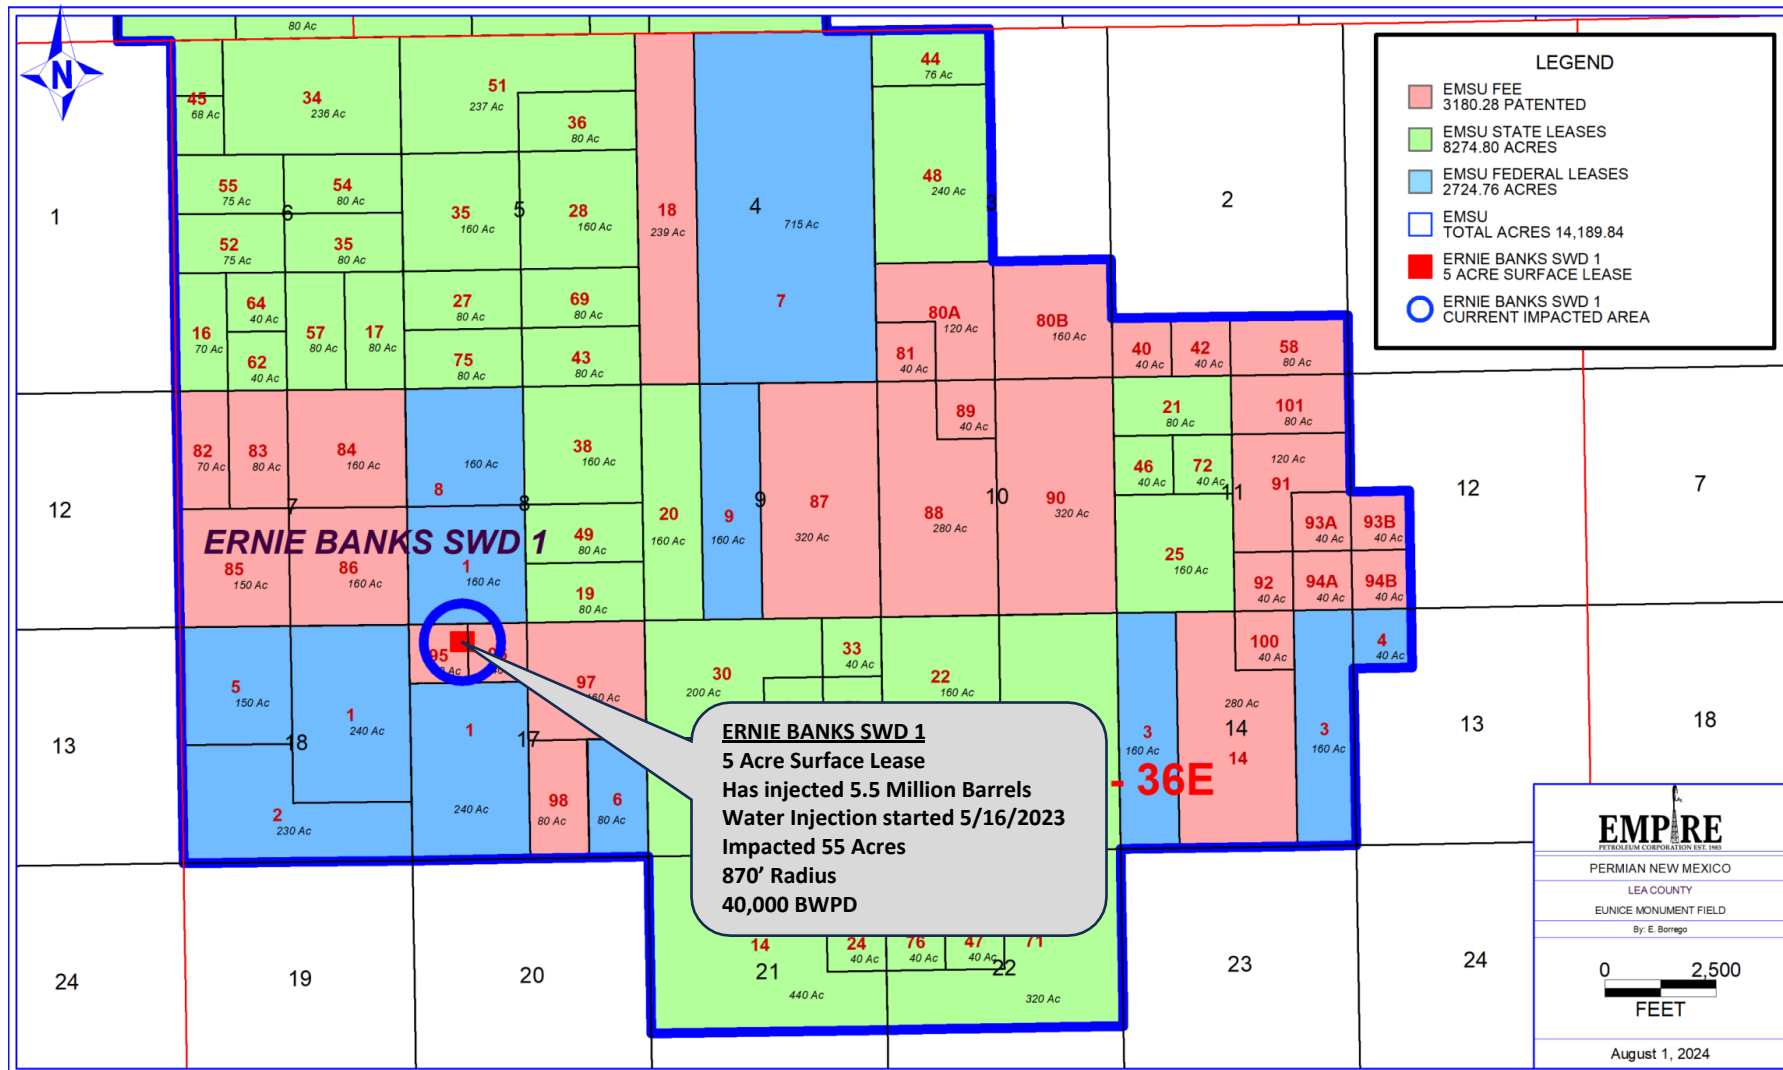 80 Ac
N
45
68 Ac
34
236 Ac
51
237 Ac
36
80 Ac
44
76 Ac
48
240 Ac
55
75 Ac
54
80 Ac
6
52
75 Ac
35
80 Ac
35
160 Ac
5
28
160 Ac
18
239 Ac
4
715 Ac
7
3
2
1
16
70 Ac
64
40 Ac
62
40 Ac
57
80 Ac
17
80 Ac
27
80 Ac
69
80 Ac
75
80 Ac
43
80 Ac
80A
120 Ac
81
40 Ac
80B
160 Ac
40
40 Ac
42
40 Ac
58
80 Ac
82
70 Ac
83
80 Ac
84
160 Ac
7
160 Ac
8
8
38
160 Ac
20
160 Ac
9
160 Ac
9
87
320 Ac
88
280 Ac
89
40 Ac
10
90
320 Ac
21
80 Ac
101
80 Ac
46
40 Ac
72
40 Ac
11
120 Ac
91
93A
40 Ac
93B
40 Ac
25
160 Ac
92
40 Ac
94A
40 Ac
94B
40 Ac
12
12
7
ERNIE BANKS SWD 1
85
150 Ac
86
160 Ac
1
160 Ac
49
80 Ac
19
80 Ac
95
Ac
97
160 Ac
30
200 Ac
33
40 Ac
22
160 Ac
100
40 Ac
4
40 Ac
5
150 Ac
1
240 Ac
18
2
230 Ac
1
240 Ac
17
98
80 Ac
6
80 Ac
3
160 Ac
280 Ac
14
14
3
160 Ac
13
13
18
- 36E
ERNIE BANKS SWD 1
5 Acre Surface Lease
Has injected 5.5 Million Barrels
Water Injection started 5/16/2023
Impacted 55 Acres
870’ Radius
40,000 BWPD
14
24
40 Ac
76
40 Ac
47
40 Ac
71
21
22
440 Ac
320 Ac
24
19
20
23
24
LEGEND
EMSU FEE
3180.28 PATENTED
EMSU STATE LEASES
8274.80 ACRES
EMSU FEDERAL LEASES
2724.76 ACRES
EMSU
TOTAL ACRES 14,189.84
ERNIE BANKS SWD 1
5 ACRE SURFACE LEASE
ERNIE BANKS SWD 1
CURRENT IMPACTED AREA
EMPIRE
PETROLEUM CORPORATION EST. 1983
PERMIAN NEW MEXICO
LEA COUNTY
EUNICE MONUMENT FIELD
By: E. Borrego
0 2,500
FEET
August 1, 2024